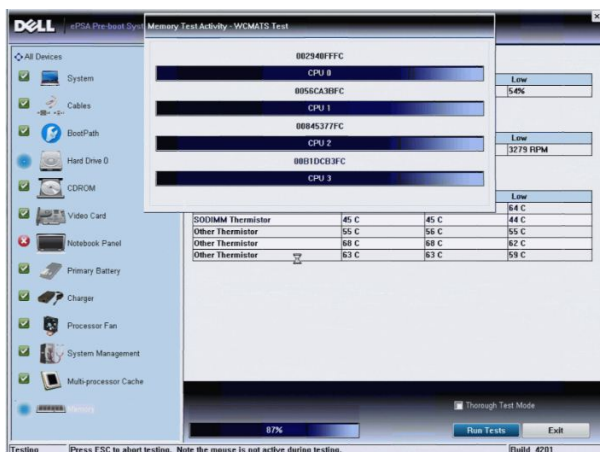 DELL
ePSA Pre-boot Syst
Memory Test Activity - WCMATS Test
002940FFFC
CPU 0
0056CA3BFC
CPU 1
00845377FC
CPU 2
00B1DCB3FC
CPU 3
All Devices
System
Cables
BootPath
Hard Drive 0
CDROM
Video Card
Notebook Panel
Primary Battery
Charger
Processor Fan
System Management
Multi-processor Cache
Low
54%
Low
3279 RPM
Low
64 C
SODIMM Thermistor 45 C 45 C 44 C
Other Thermistor 55 C 56 C 55 C
Other Thermistor 68 C 68 C 62 C
Other Thermistor 63 C 63 C 59 C
Thorough Test Mode
87%
Run Tests
Exit
Testing
Press ESC to abort testing. Note the mouse is not active during testing.
Build 4201